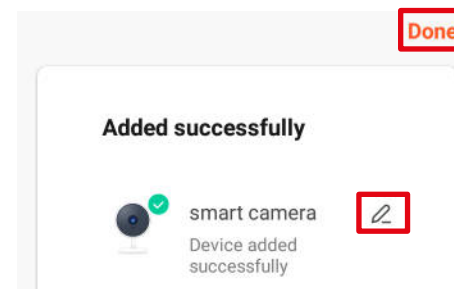 Done
Added successfully
smart camera
Device added
successfully